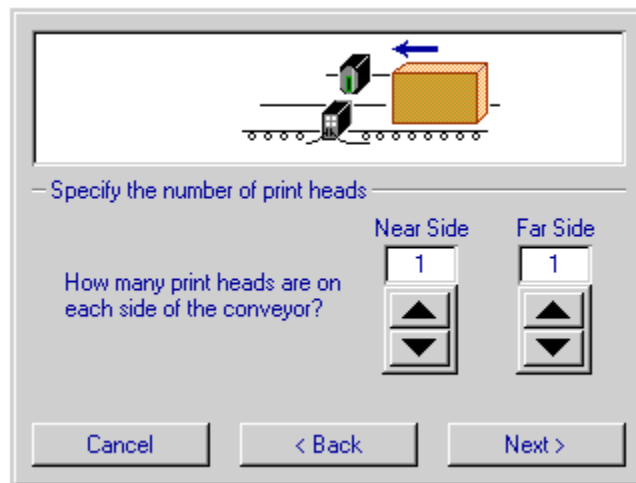 Specify the number of print heads
Near Side
Far Side
1
1
How many print heads are on
each side of the conveyor?
Cancel
< Back
Next >